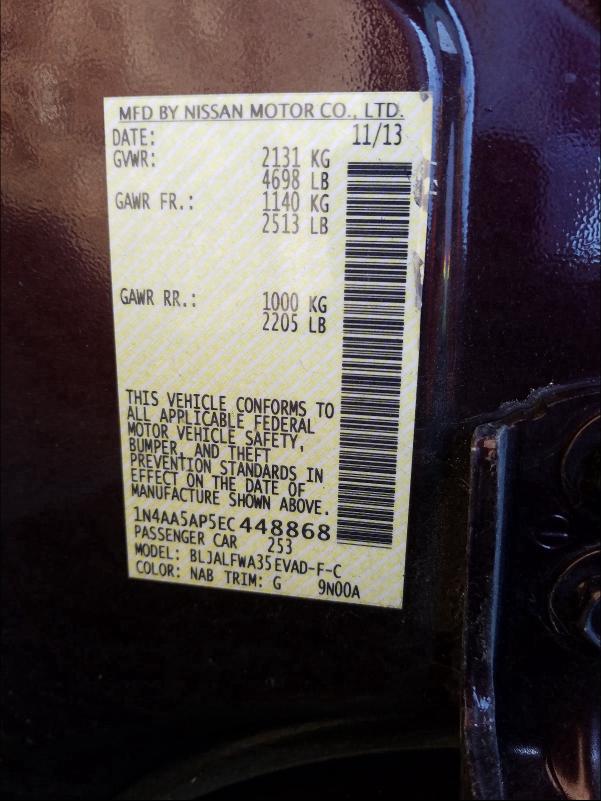 MFD BY NISSAN MOTOR CO., LTD.
DATE: 11/13
GVWR: 2131 KG
4698 LB
GAWR FR.: 1140 KG
2513 LB
GAWR RR.: 1000 KG
2205 LB
THIS VEHICLE CONFORMS TO
ALL APPLICABLE FEDERAL
MOTOR VEHICLE SAFETY,
BUMPER, AND THEFT
PREVENTION STANDARDS IN
EFFECT ON THE DATE OF
MANUFACTURE SHOWN ABOVE.
1N4AA5AP5EC448868
PASSENGER CAR 253
MODEL: BLJALFWA35EVAD-F-C
COLOR: NAB TRIM: G 9N00A